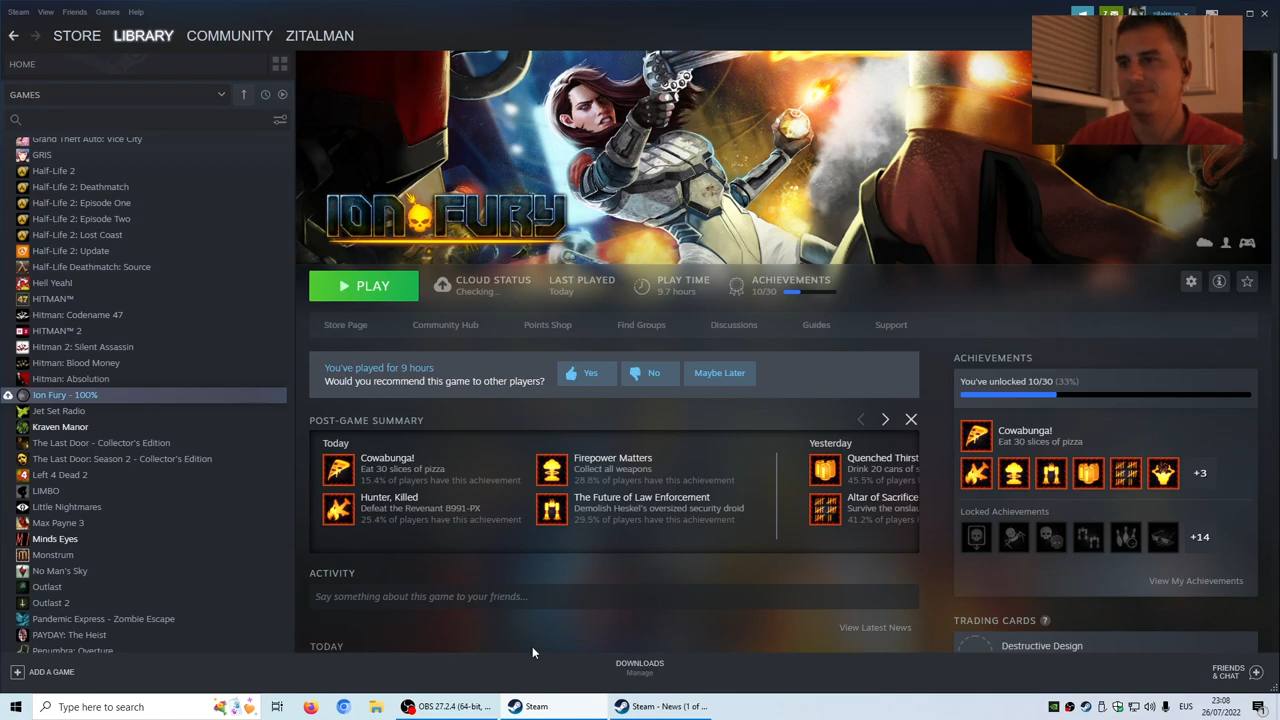 Steam View Friends Games Help
7 zitalman
STORE LIBRARY COMMUNITY ZITALMAN
HOME
GAMES
Grand Theft Auto: Vice City
GRIS
Half-Life 2
Half-Life 2: Deathmatch
Half-Life 2: Episode One
Half-Life 2: Episode Two
Half-Life 2: Lost Coast
Half-Life 2: Update
Half-Life Deathmatch: Source
Hell Yeah!
HITMAN™
Hitman: Codename 47
HITMAN™ 2
Hitman 2: Silent Assassin
Hitman: Blood Money
Hitman: Absolution
Ion Fury - 100%
Jet Set Radio
Kraven Manor
The Last Door - Collector's Edition
The Last Door: Season 2 - Collector's Edition
Left 4 Dead 2
LIMBO
Little Nightmares
Max Payne 3
Minds Eyes
Monstrum
No Man's Sky
Outlast
Outlast 2
Pandemic Express - Zombie Escape
PAYDAY: The Heist
Penumbra: Overture
ADD A GAME
ION FURY
PLAY
CLOUD STATUS
Checking...
LAST PLAYED
Today
PLAY TIME
9.7 hours
ACHIEVEMENTS
10/30
Store Page Community Hub Points Shop Find Groups Discussions Guides Support
You've played for 9 hours
Would you recommend this game to other players?
Yes No Maybe Later
POST-GAME SUMMARY
Today
Cowabunga!
Eat 30 slices of pizza
15.4% of players have this achievement
Firepower Matters
Collect all weapons
28.8% of players have this achievement
Hunter, Killed
Defeat the Revenant 8991-PX
25.4% of players have this achievement
The Future of Law Enforcement
Demolish Heskel's oversized security droid
29.5% of players have this achievement
Yesterday
Quenched Thirst
Drink 20 cans of s
45.5% of players
Altar of Sacrifice
Survive the onslau
41.2% of players
ACTIVITY
Say something about this game to your friends...
View Latest News
TODAY
ACHIEVEMENTS
You've unlocked 10/30 (33%)
Cowabunga!
Eat 30 slices of pizza
+3
Locked Achievements
+14
View My Achievements
TRADING CARDS ?
Destructive Design
DOWNLOADS
Manage
FRIENDS
& CHAT
Type here to search
OBS 27.2.4 (64-bit, ...
Steam
Steam - News (1 of ...
EUS
23:08
26/07/2022
1